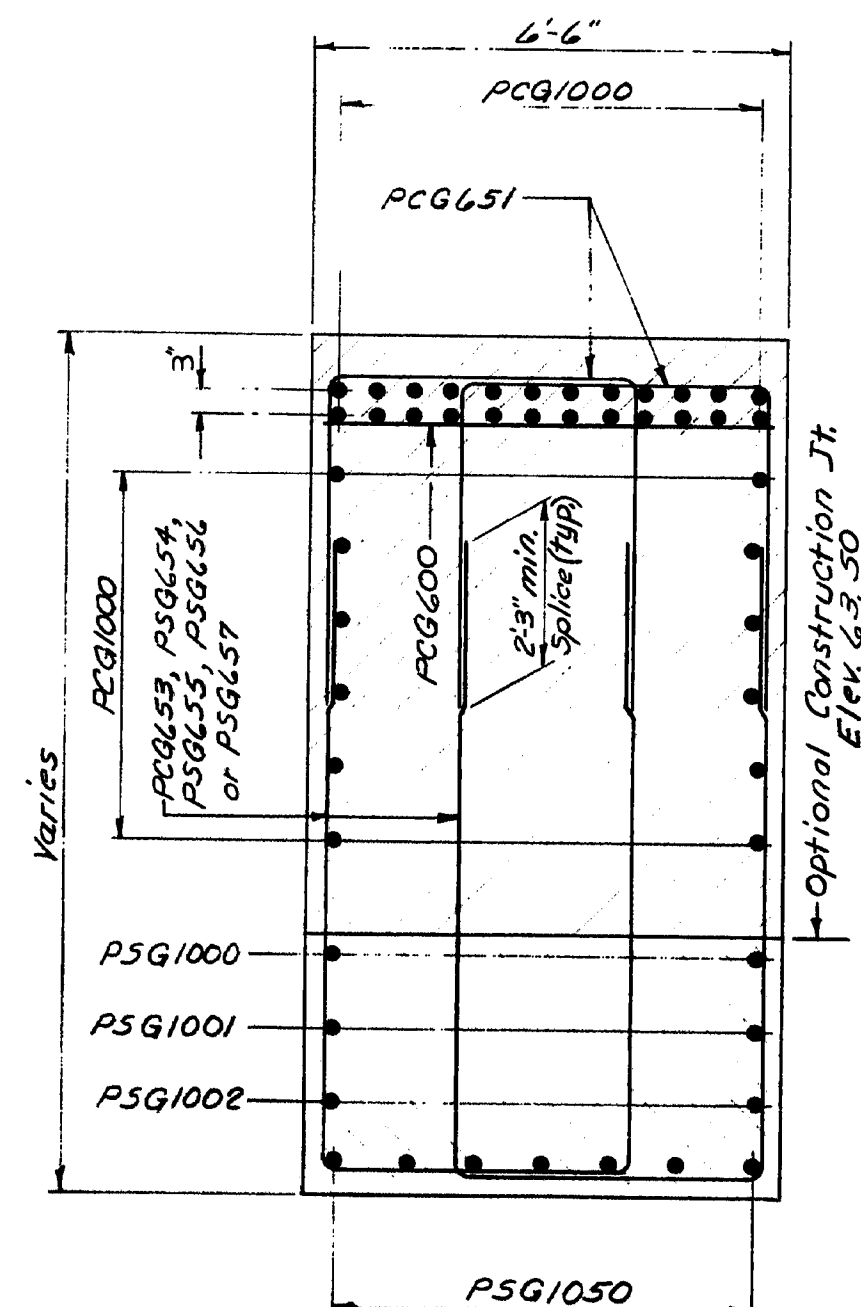 6'-6"
PCG1000
PCG651
3"
PCG1000
PCG653, PSG654,
PSG655, PSG656
or PSG657
PCG600
2'-3" min.
Splice (typ.)
Optional Construction Jt.
Elev. 63.50
Varies
PSG1000
PSG1001
PSG1002
PSG1050